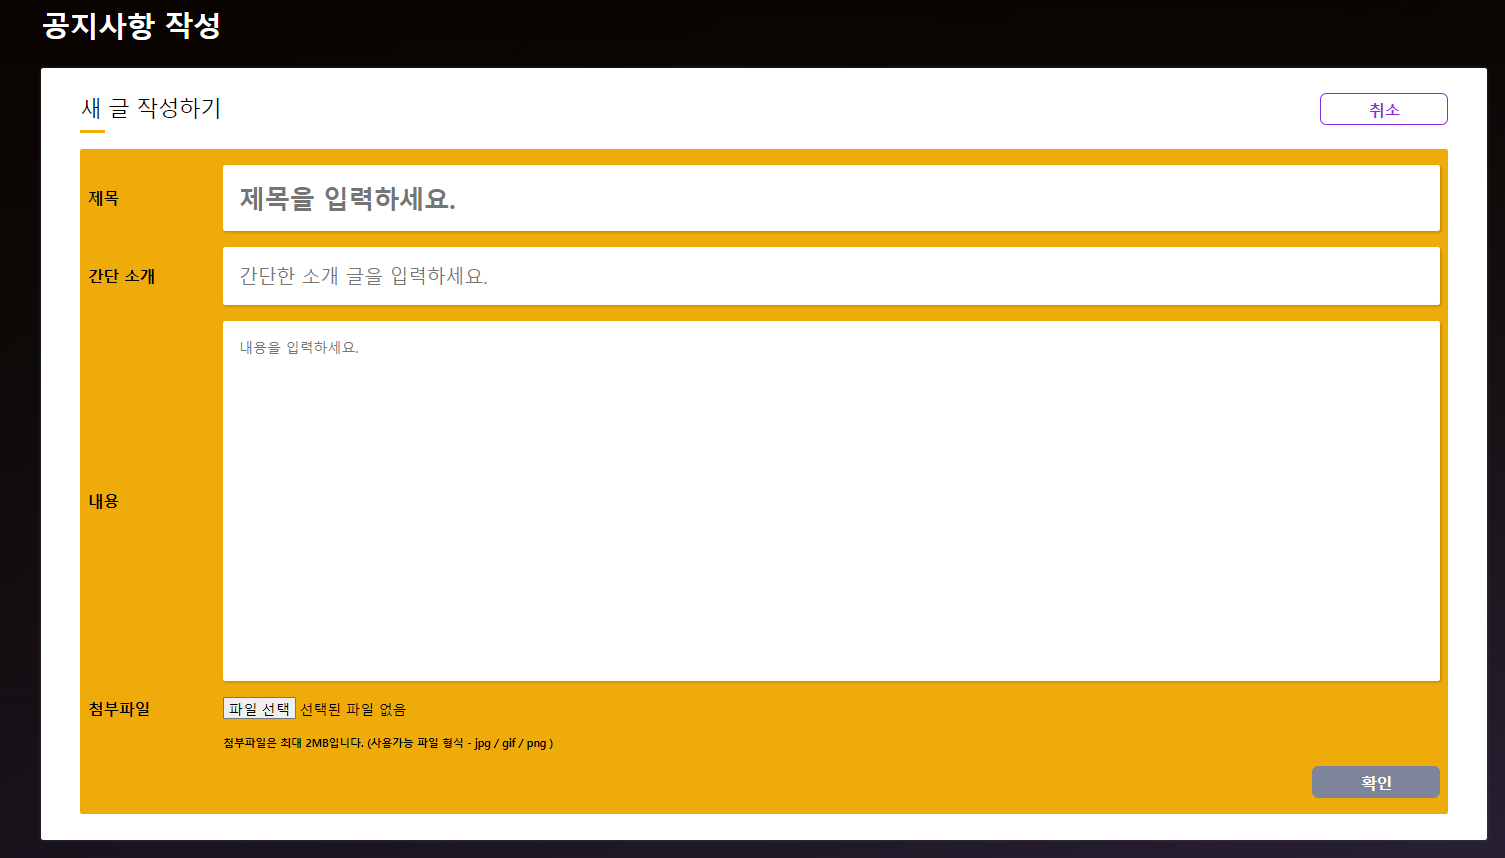 공지사항 작성
새 글 작성하기
취소
제목
제목을 입력하세요.
간단 소개
간단한 소개 글을 입력하세요.
내용
내용을 입력하세요.
첨부파일
파일 선택 선택된 파일 없음
첨부파일은 최대 2MB입니다. (사용가능 파일 형식 - jpg / gif / png )
확인